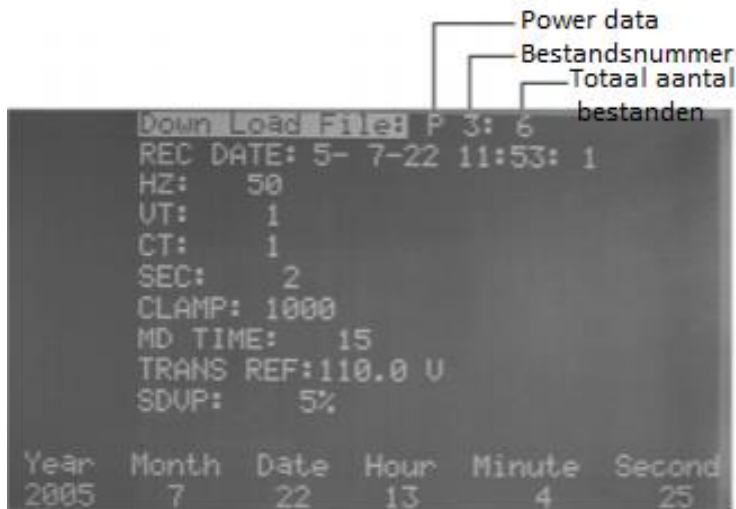 Power data
Bestandsnummer
Totaal aantal
bestanden
Down Load File: P 3: 6
REC DATE: 5- 7-22 11:53: 1
HZ: 50
VT: 1
CT: 1
SEC: 2
CLAMP: 1000
MD TIME: 15
TRANS REF:110.0 V
SDVP: 5%
Year Month Date Hour Minute Second
2005 7 22 13 4 25